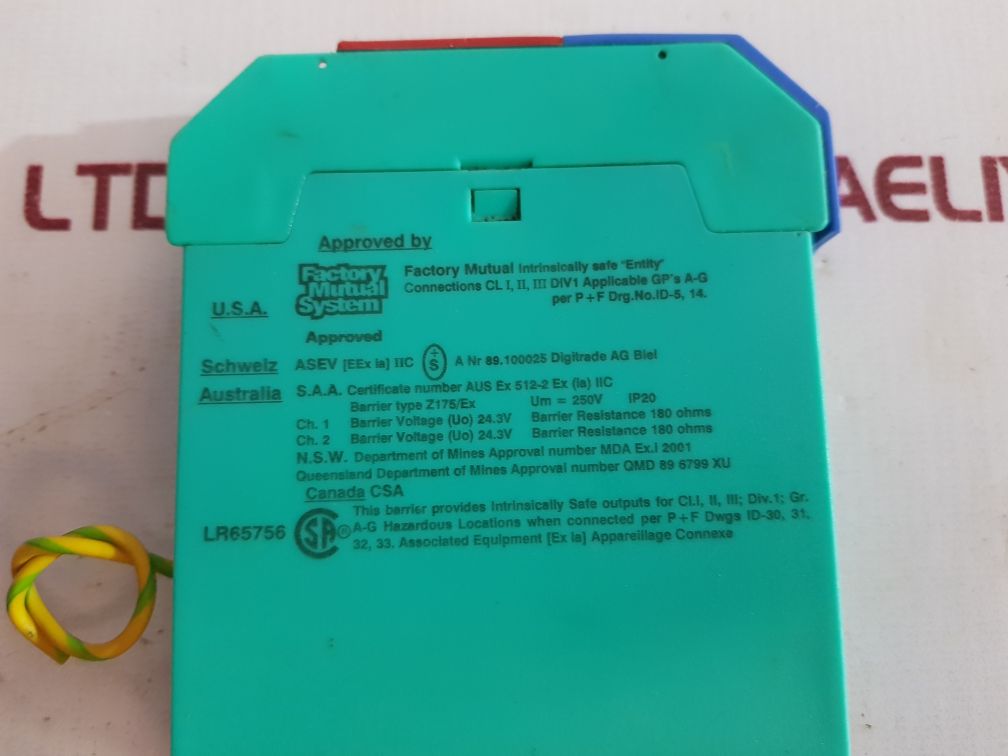 LTD
AELI
Approved by
Factory Mutual System
Factory Mutual Intrinsically safe "Entity"
Connections CL I, II, III DIV1 Applicable GP's A-G
per P+F Drg.No.ID-5, 14.
U.S.A.
Approved
Schweiz ASEV [EEx ia] IIC +S A Nr 89.100025 Digitrade AG Biel
Australia S.A.A. Certificate number AUS Ex 512-2 Ex (ia) IIC
Barrier type Z175/Ex Um = 250V IP20
Ch. 1 Barrier Voltage (Uo) 24.3V Barrier Resistance 180 ohms
Ch. 2 Barrier Voltage (Uo) 24.3V Barrier Resistance 180 ohms
N.S.W. Department of Mines Approval number MDA Ex.i 2001
Queensland Department of Mines Approval number QMD 89 6799 XU
Canada CSA
This barrier provides Intrinsically Safe outputs for Cl.I, II, III; Div.1; Gr.
LR65756 SA® A-G Hazardous Locations when connected per P+F Dwgs ID-30, 31,
32, 33. Associated Equipment [Ex ia] Appareillage Connexe